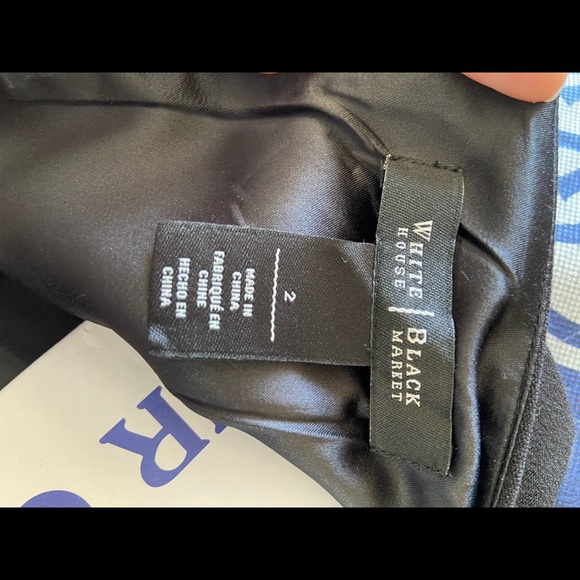 WHITE HOUSE | BLACK MARKET
2
MADE IN
CHINA
FABRIQUÉ EN
CHINE
HECHO EN
CHINA
R